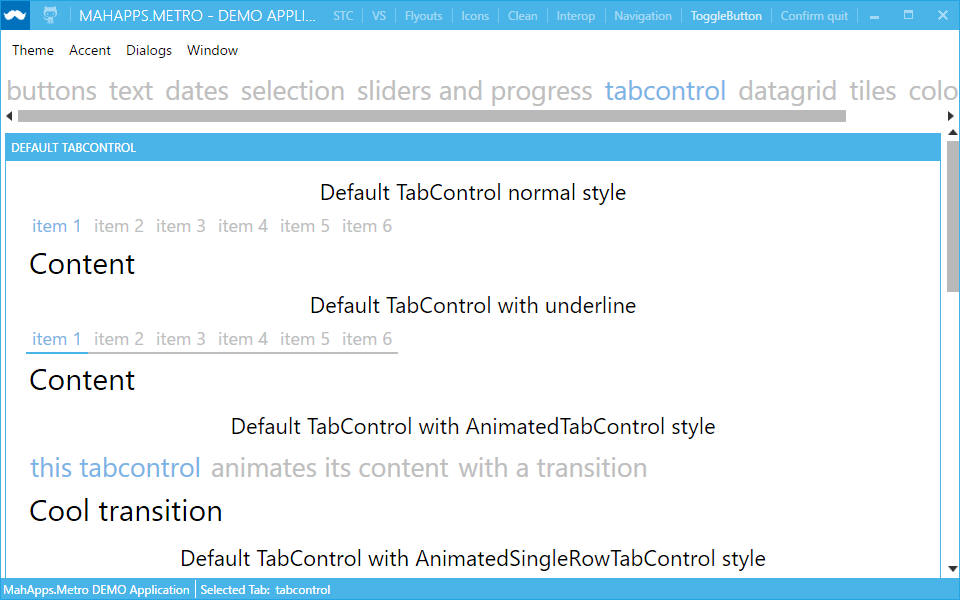 MAHAPPS.METRO - DEMO APPLI... STC VS Flyouts Icons Clean Interop Navigation ToggleButton Confirm quit
Theme Accent Dialogs Window
buttons text dates selection sliders and progress tabcontrol datagrid tiles colo
DEFAULT TABCONTROL
Default TabControl normal style
item 1 item 2 item 3 item 4 item 5 item 6
Content
Default TabControl with underline
item 1 item 2 item 3 item 4 item 5 item 6
Content
Default TabControl with AnimatedTabControl style
this tabcontrol animates its content with a transition
Cool transition
Default TabControl with AnimatedSingleRowTabControl style
MahApps.Metro DEMO Application Selected Tab: tabcontrol